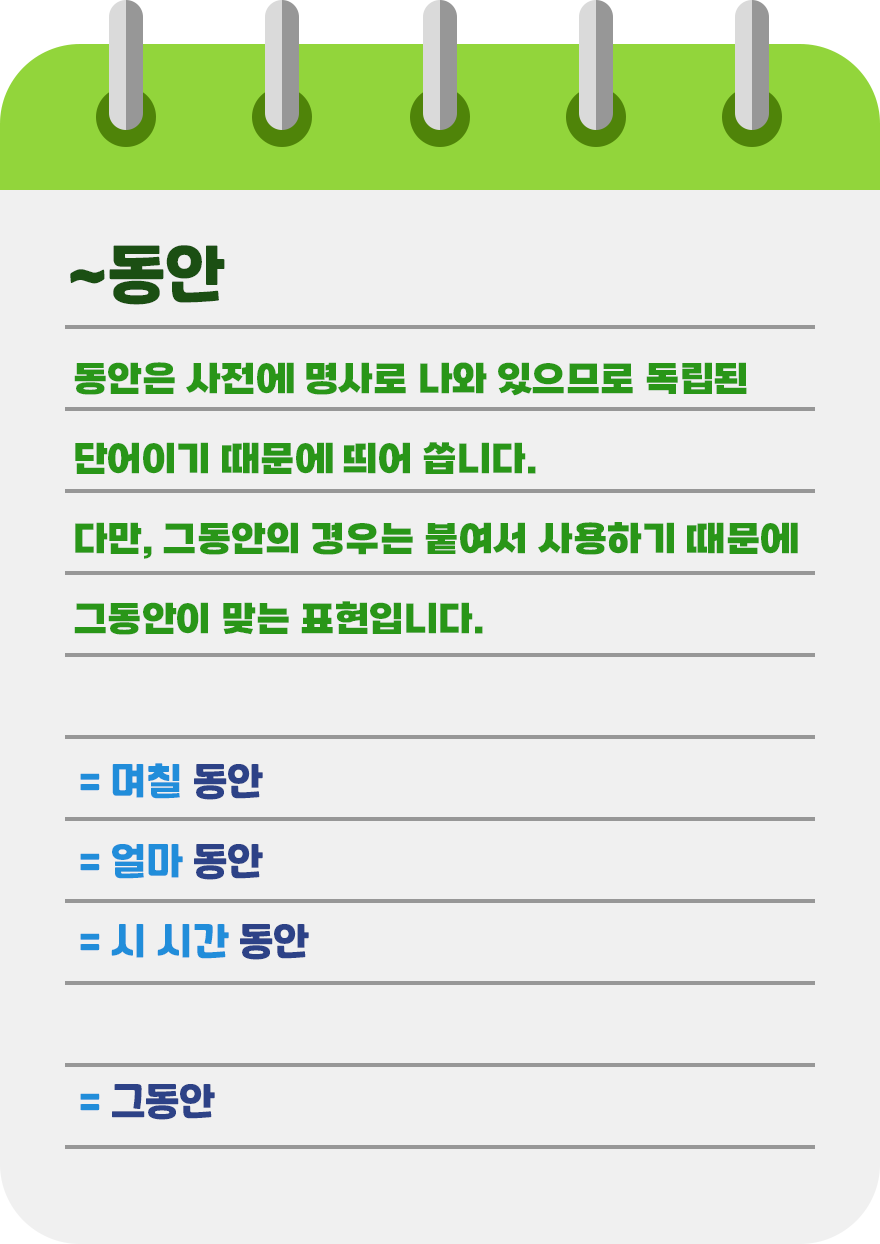 ~동안
동안은 사전에 명사로 나와 있으므로 독립된
단어이기 때문에 띄어 씁니다.
다만, 그동안의 경우는 붙여서 사용하기 때문에
그동안이 맞는 표현입니다.
= 며칠 동안
= 얼마 동안
= 시 시간 동안
= 그동안